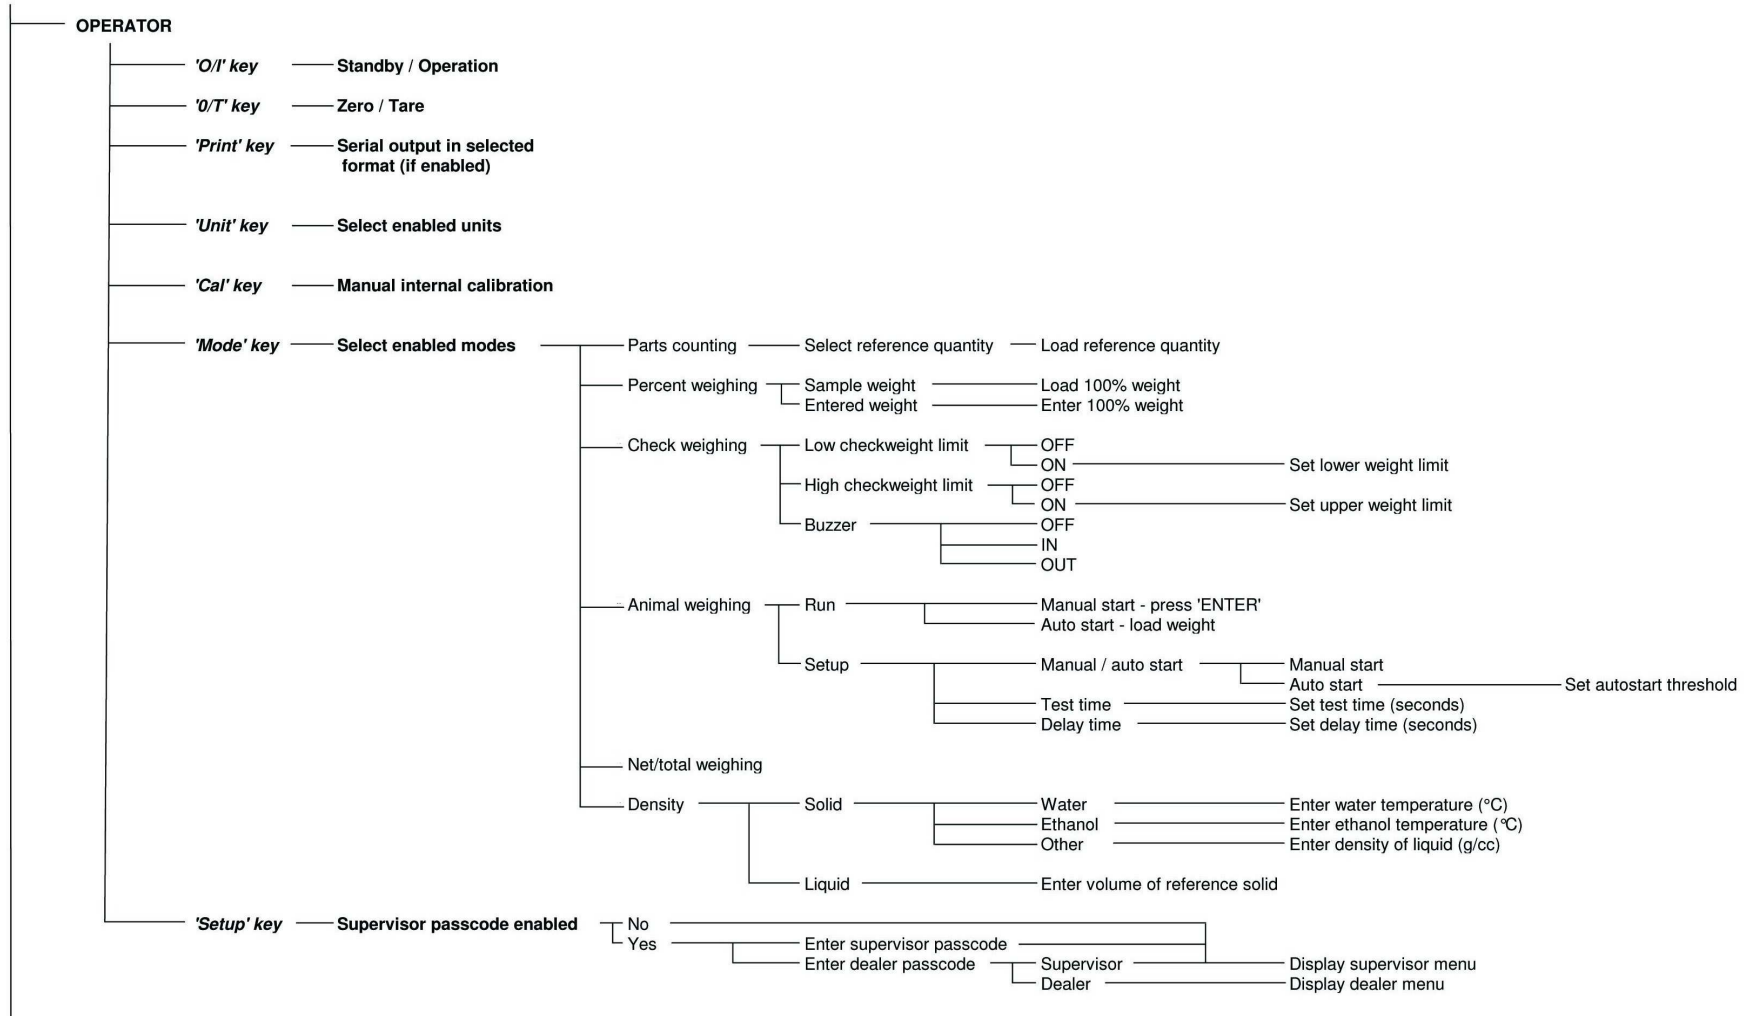 OPERATOR
'O/I' key Standby / Operation
'0/T' key Zero / Tare
'Print' key Serial output in selected
format (if enabled)
'Unit' key Select enabled units
'Cal' key Manual internal calibration
'Mode' key Select enabled modes Parts counting Select reference quantity Load reference quantity
Percent weighing Sample weight Load 100% weight
Entered weight Enter 100% weight
Check weighing Low checkweight limit OFF
ON Set lower weight limit
High checkweight limit OFF
ON Set upper weight limit
Buzzer OFF
IN
OUT
Animal weighing Run Manual start - press 'ENTER'
Auto start - load weight
Setup Manual / auto start Manual start
Auto start Set autostart threshold
Test time Set test time (seconds)
Delay time Set delay time (seconds)
Net/total weighing
Density Solid Water Enter water temperature (°C)
Ethanol Enter ethanol temperature (°C)
Other Enter density of liquid (g/cc)
Liquid Enter volume of reference solid
'Setup' key Supervisor passcode enabled No
Yes Enter supervisor passcode
Enter dealer passcode Supervisor Display supervisor menu
Dealer Display dealer menu